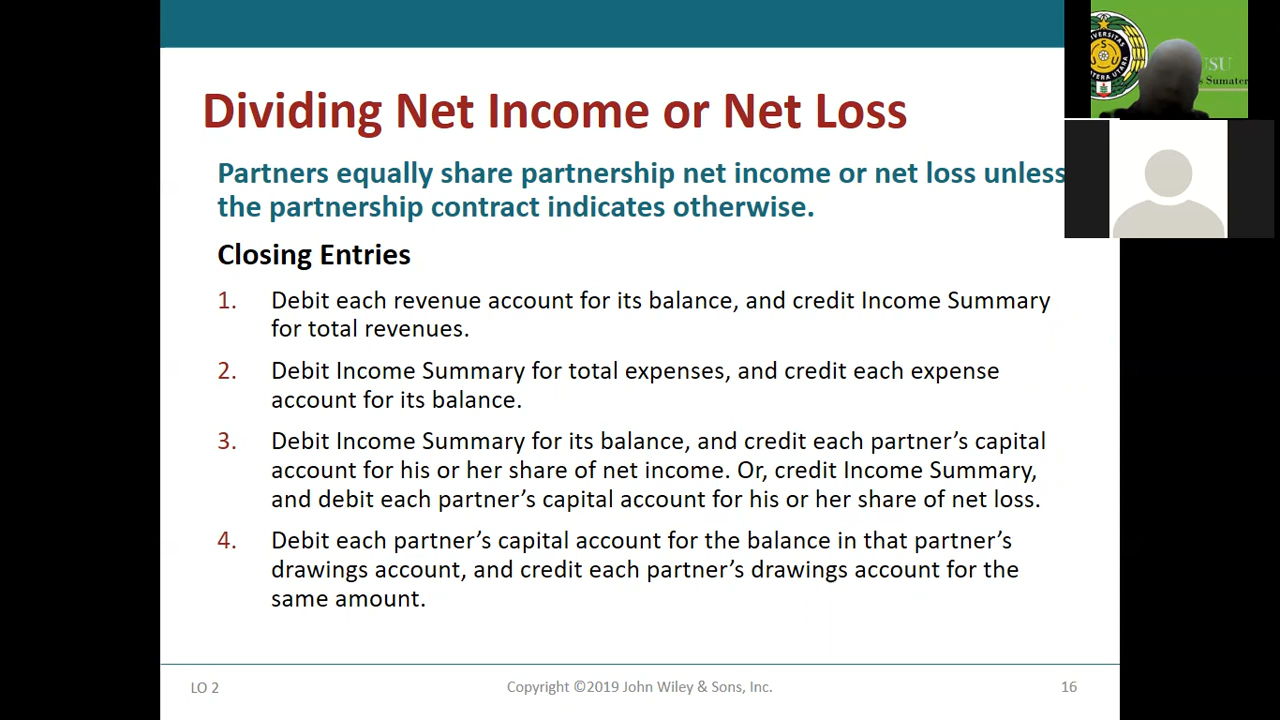 Dividing Net Income or Net Loss
Partners equally share partnership net income or net loss unless
the partnership contract indicates otherwise.
Closing Entries
1. Debit each revenue account for its balance, and credit Income Summary
for total revenues.
2. Debit Income Summary for total expenses, and credit each expense
account for its balance.
3. Debit Income Summary for its balance, and credit each partner’s capital
account for his or her share of net income. Or, credit Income Summary,
and debit each partner’s capital account for his or her share of net loss.
4. Debit each partner’s capital account for the balance in that partner’s
drawings account, and credit each partner’s drawings account for the
same amount.
LO 2
Copyright ©2019 John Wiley & Sons, Inc.
16
USU
Sumater